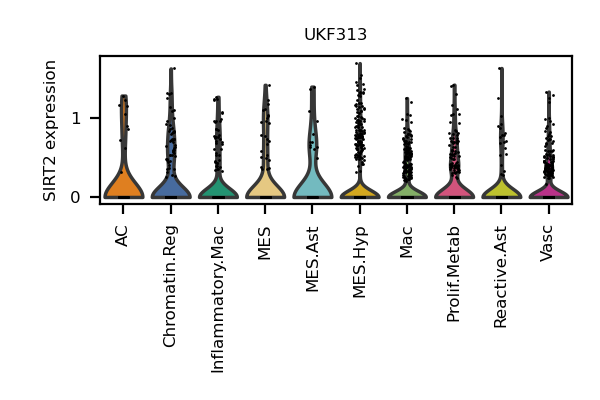 UKF313
SIRT2 expression
1
0
AC
Chromatin.Reg
Inflammatory.Mac
MES
MES.Ast
MES.Hyp
Mac
Prolif.Metab
Reactive.Ast
Vasc